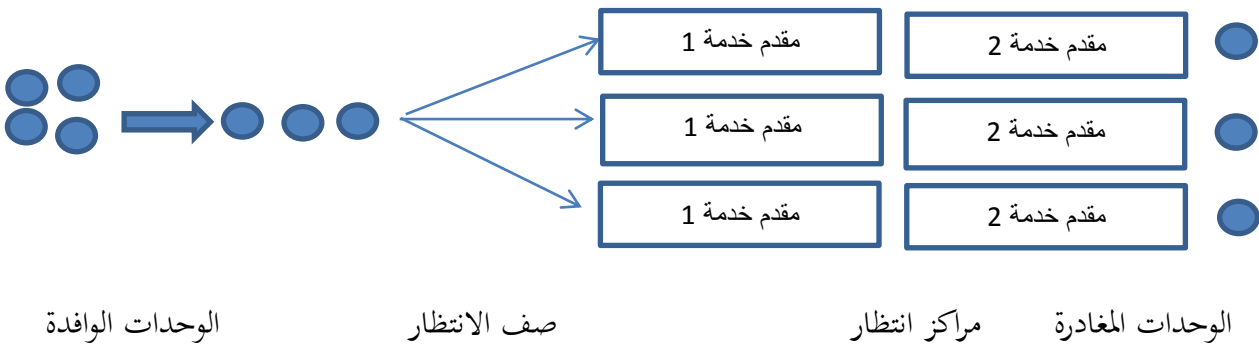 مقدم خدمة 1
مقدم خدمة 2
مقدم خدمة 1
مقدم خدمة 2
مقدم خدمة 1
مقدم خدمة 2
الوحدات المغادرة
مراكز انتظار
صف الانتظار
الوحدات الوافدة